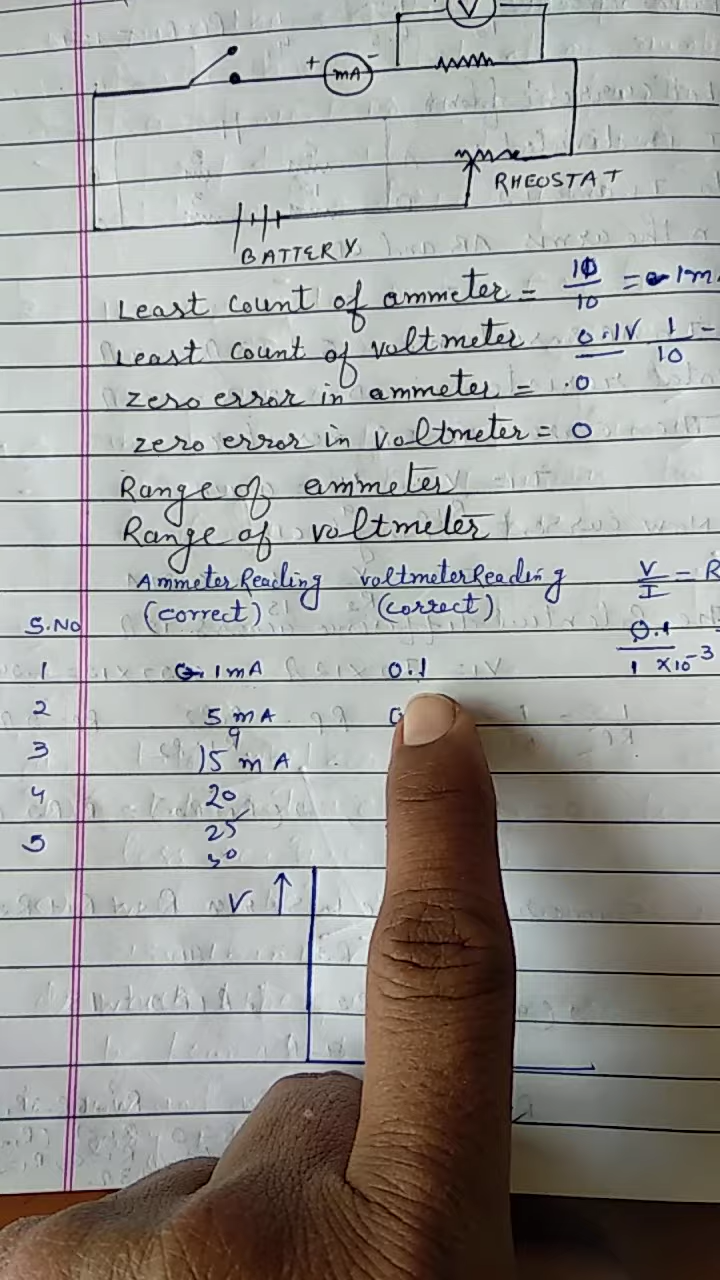 V
+ mA -
RHEOSTAT
BATTERY
Least count of ammeter = 10/10 = 1m
Least count of voltmeter 0.1V 1/10 -
zero error in ammeter = .0
zero error in voltmeter = 0
Range of ammeter
Range of voltmeter
Ammeter Reading voltmeter Reading V/I = R
S.No (correct) (correct)
0.1
1 1mA 0.1 1 x10-3
2 5 mA
9
3 15 mA
4 20
5 25
30
V ↑